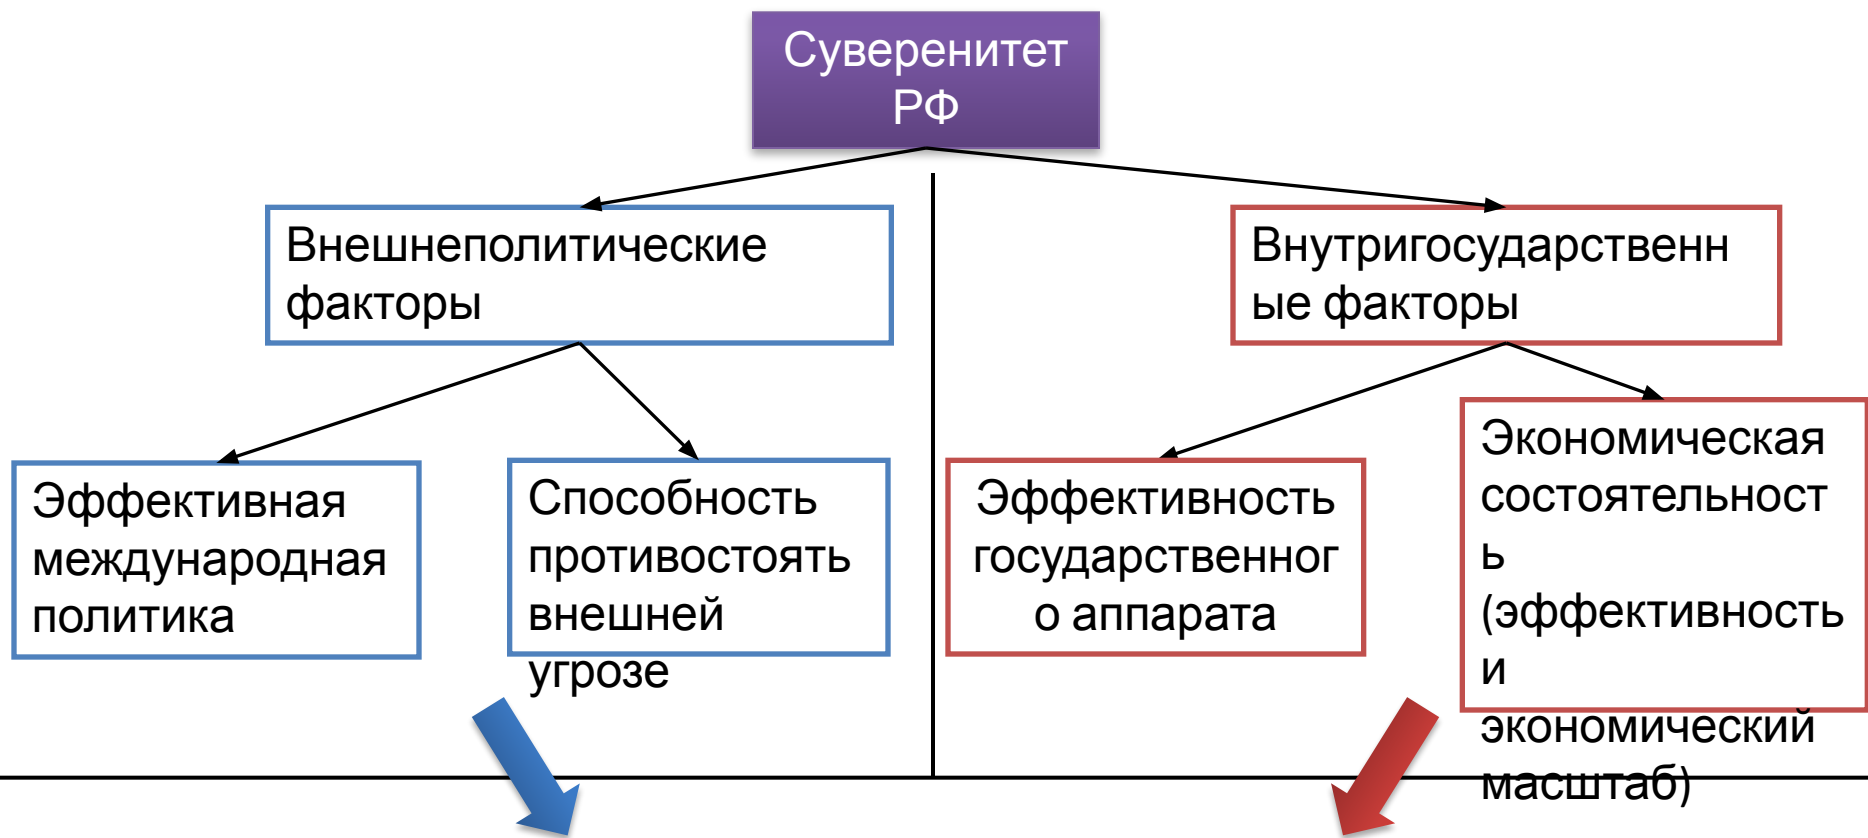 Суверенитет
РФ
Внешнеполитические
факторы
Внутригосударственн
ые факторы
Эффективная
международная
политика
Способность
противостоять
внешней
угрозе
Эффективность
государственног
о аппарата
Экономическая
состоятельност
ь
(эффективность
и
экономический
масштаб)